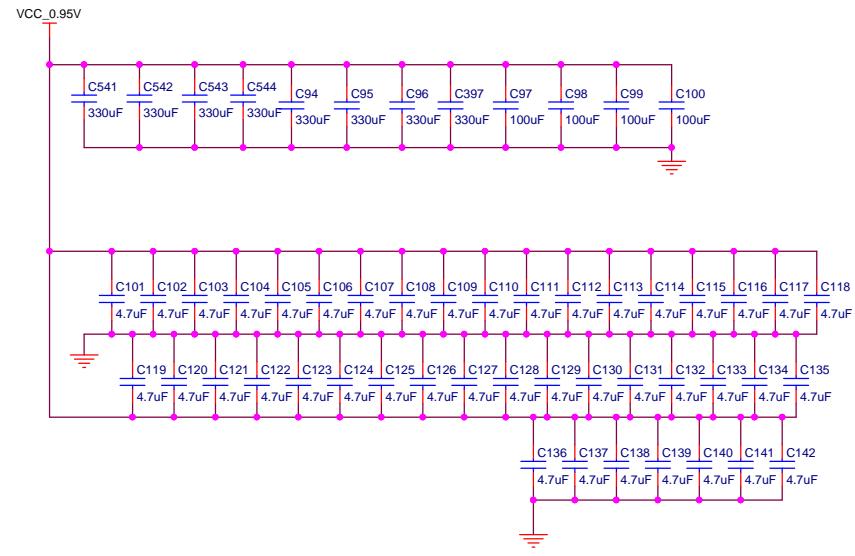 VCC_0.95V
C541 C542 C543 C544 C94 C95 C96 C397 C97 C98 C99 C100
330uF 330uF 330uF 330uF 330uF 330uF 330uF 330uF 100uF 100uF 100uF 100uF
C101 C102 C103 C104 C105 C106 C107 C108 C109 C110 C111 C112 C113 C114 C115 C116 C117 C118
4.7uF 4.7uF 4.7uF 4.7uF 4.7uF 4.7uF 4.7uF 4.7uF 4.7uF 4.7uF 4.7uF 4.7uF 4.7uF 4.7uF 4.7uF 4.7uF 4.7uF 4.7uF
C119 C120 C121 C122 C123 C124 C125 C126 C127 C128 C129 C130 C131 C132 C133 C134 C135
4.7uF 4.7uF 4.7uF 4.7uF 4.7uF 4.7uF 4.7uF 4.7uF 4.7uF 4.7uF 4.7uF 4.7uF 4.7uF 4.7uF 4.7uF 4.7uF 4.7uF
C136 C137 C138 C139 C140 C141 C142
4.7uF 4.7uF 4.7uF 4.7uF 4.7uF 4.7uF 4.7uF